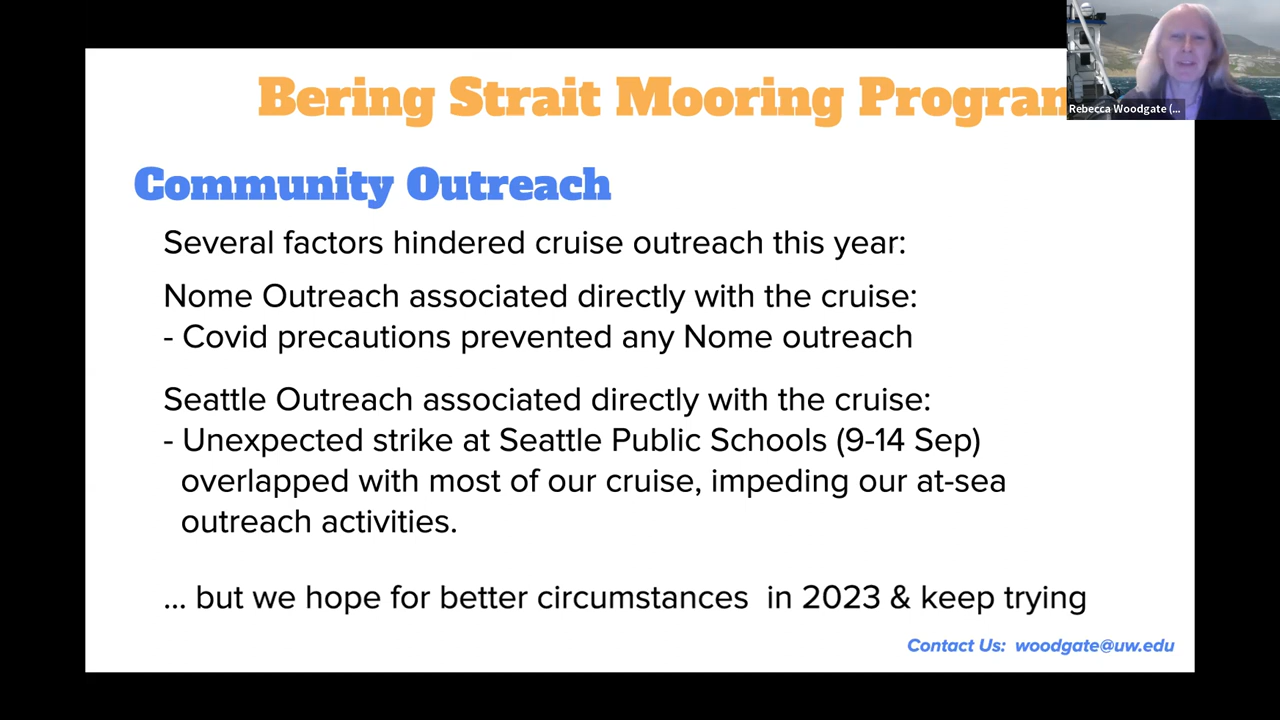 Bering Strait Mooring Program
Rebecca Woodgate (...
Community Outreach
Several factors hindered cruise outreach this year:
Nome Outreach associated directly with the cruise:
- Covid precautions prevented any Nome outreach
Seattle Outreach associated directly with the cruise:
- Unexpected strike at Seattle Public Schools (9-14 Sep)
overlapped with most of our cruise, impeding our at-sea
outreach activities.
... but we hope for better circumstances in 2023 & keep trying
Contact Us: woodgate@uw.edu